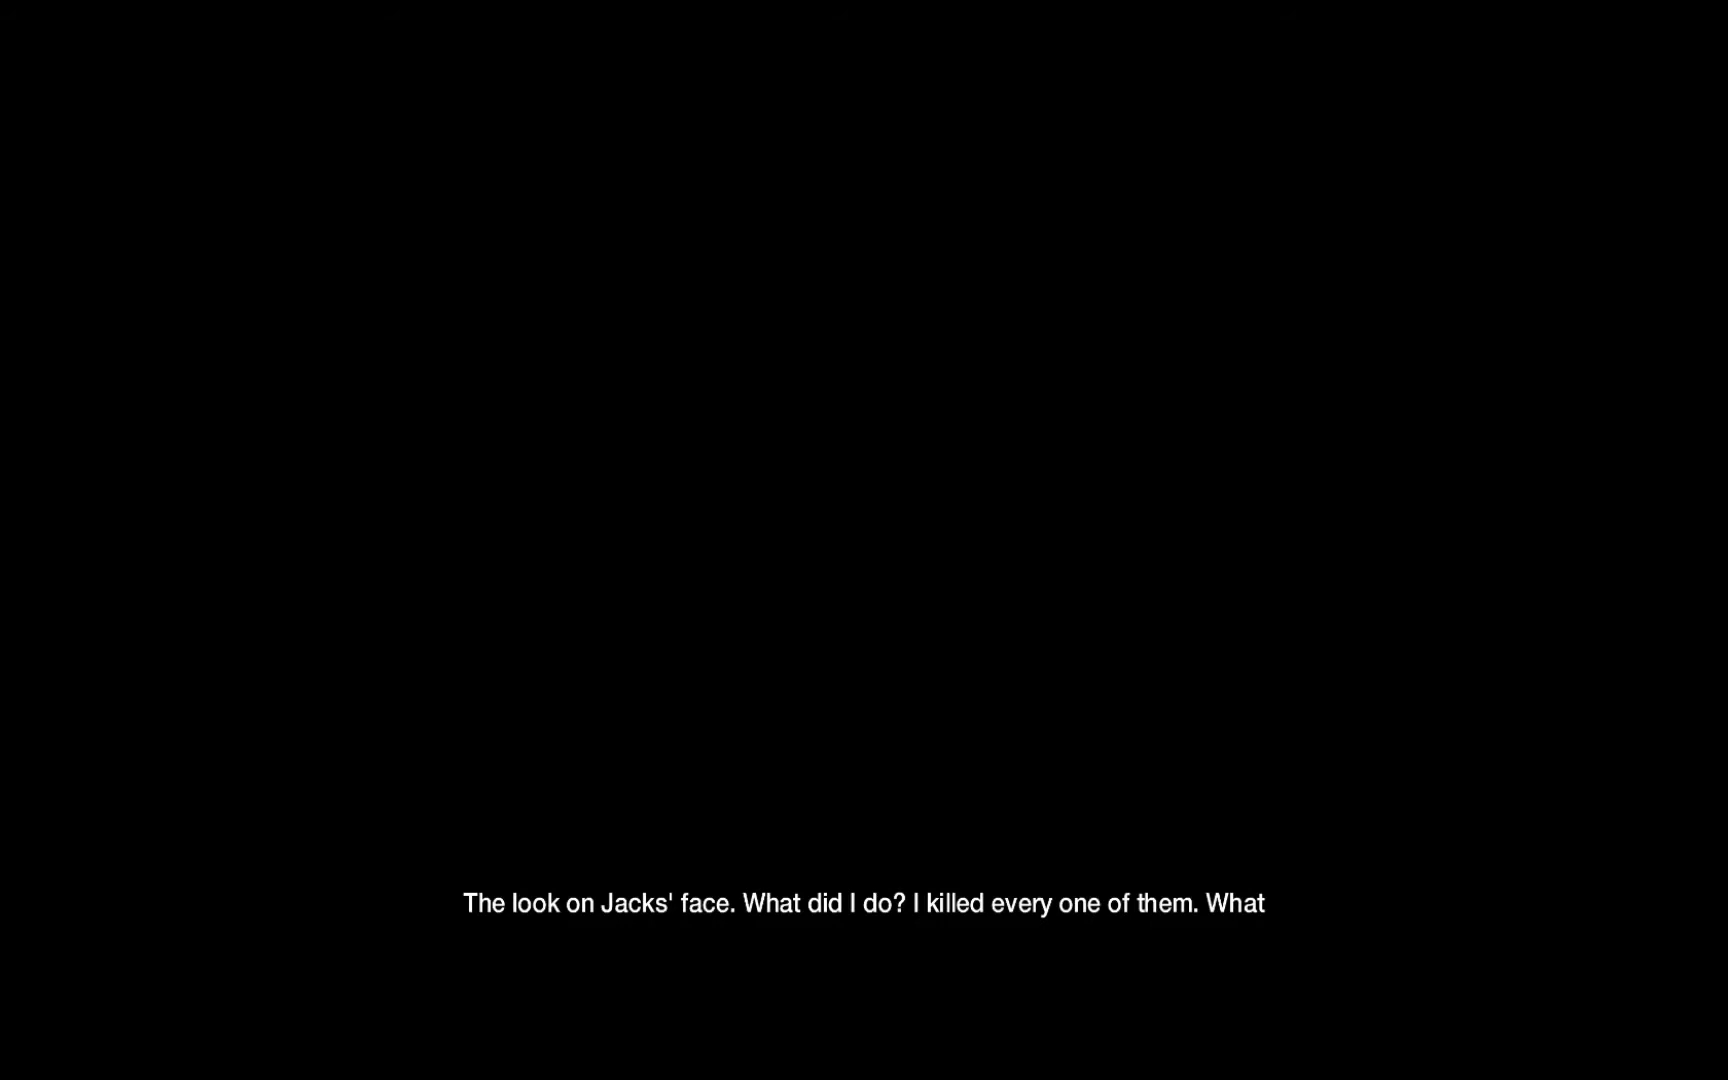 The look on Jacks' face. What did I do? I killed every one of them. What